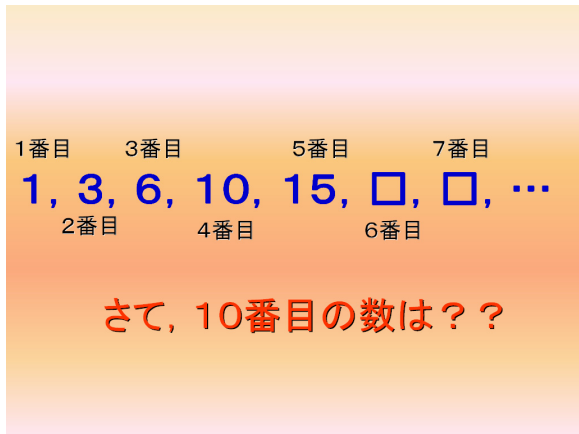 1番目 3番目 5番目 7番目
1, 3, 6, 10, 15, □, □, …
2番目 4番目 6番目
さて, 10番目の数は？？